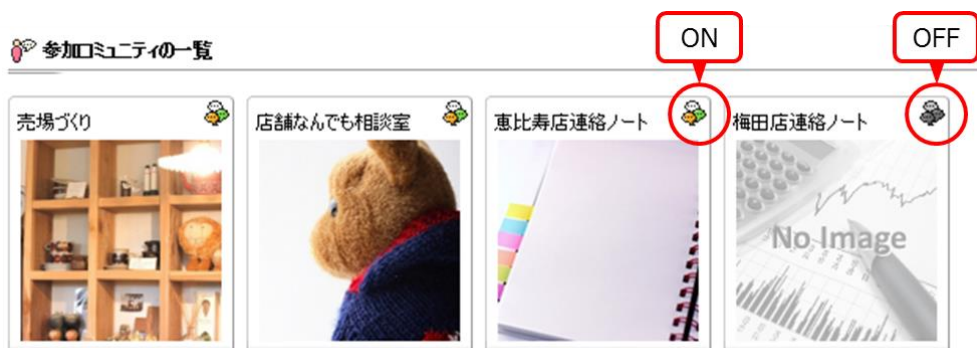 ON
OFF
参加コミュニティの一覧
売場づくり
店舗なんでも相談室
恵比寿店連絡ノート
梅田店連絡ノート
No Image